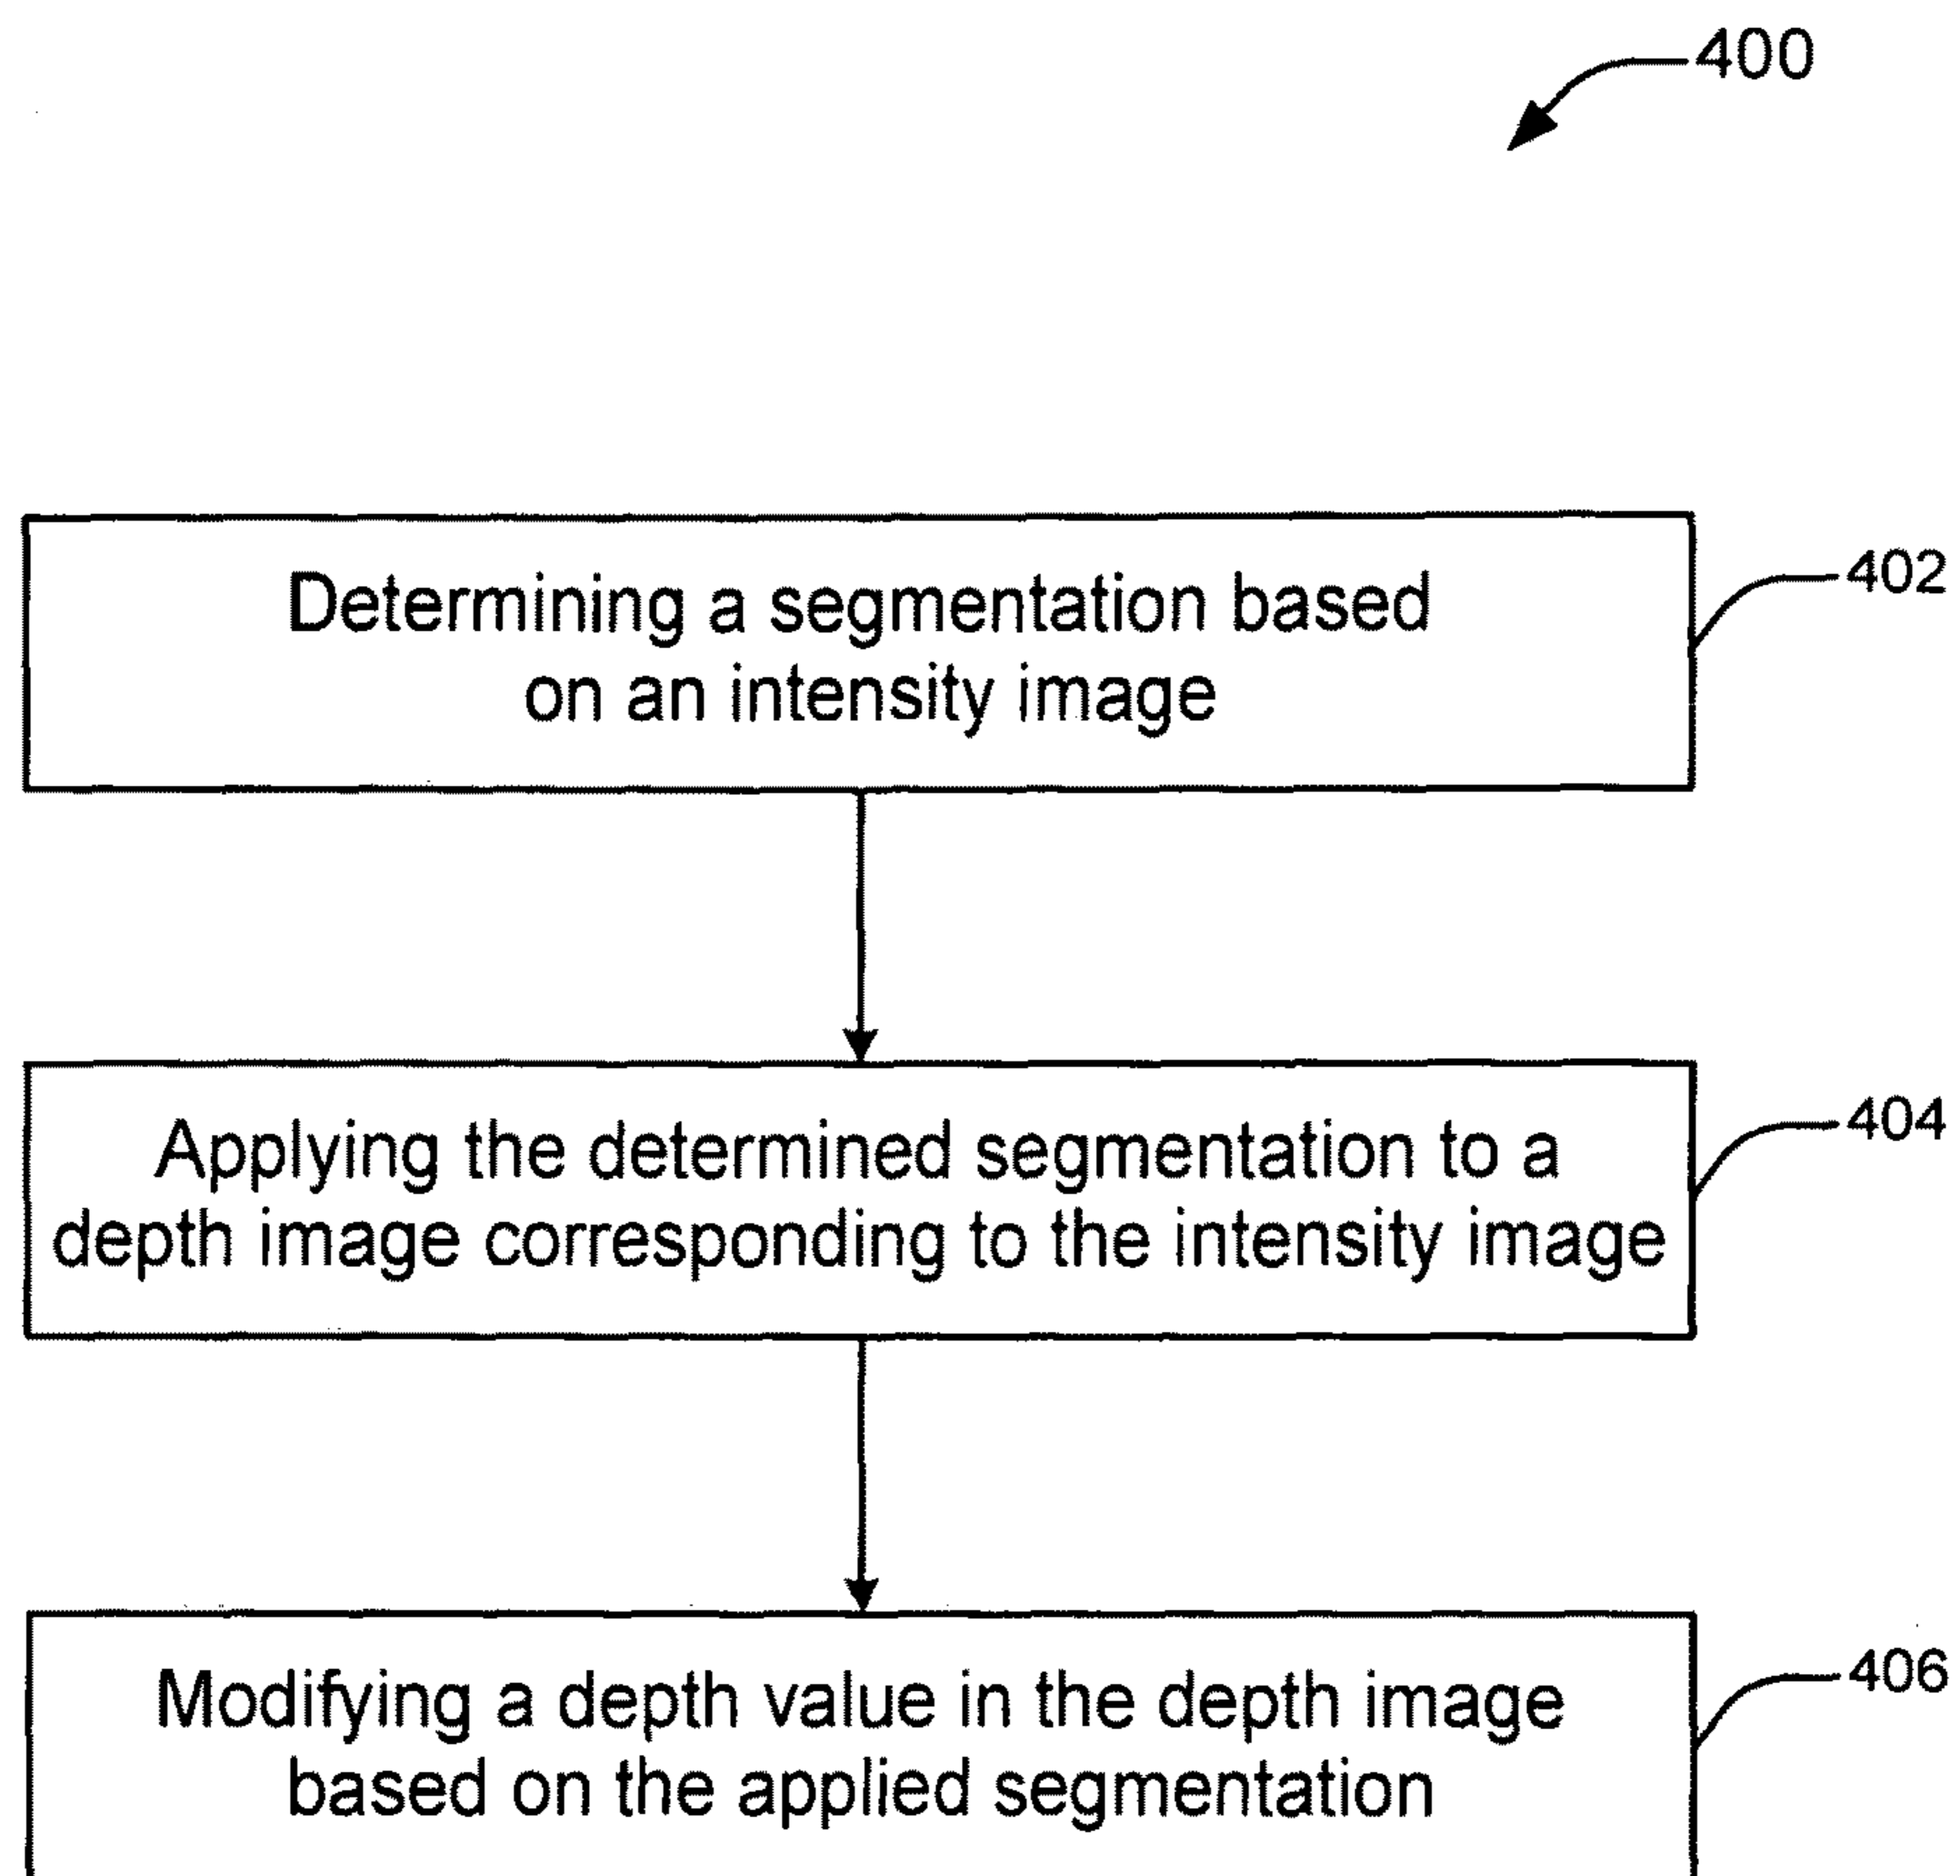 400
Determining a segmentation based
on an intensity image
402
Applying the determined segmentation to a
depth image corresponding to the intensity image
404
Modifying a depth value in the depth image
based on the applied segmentation
406